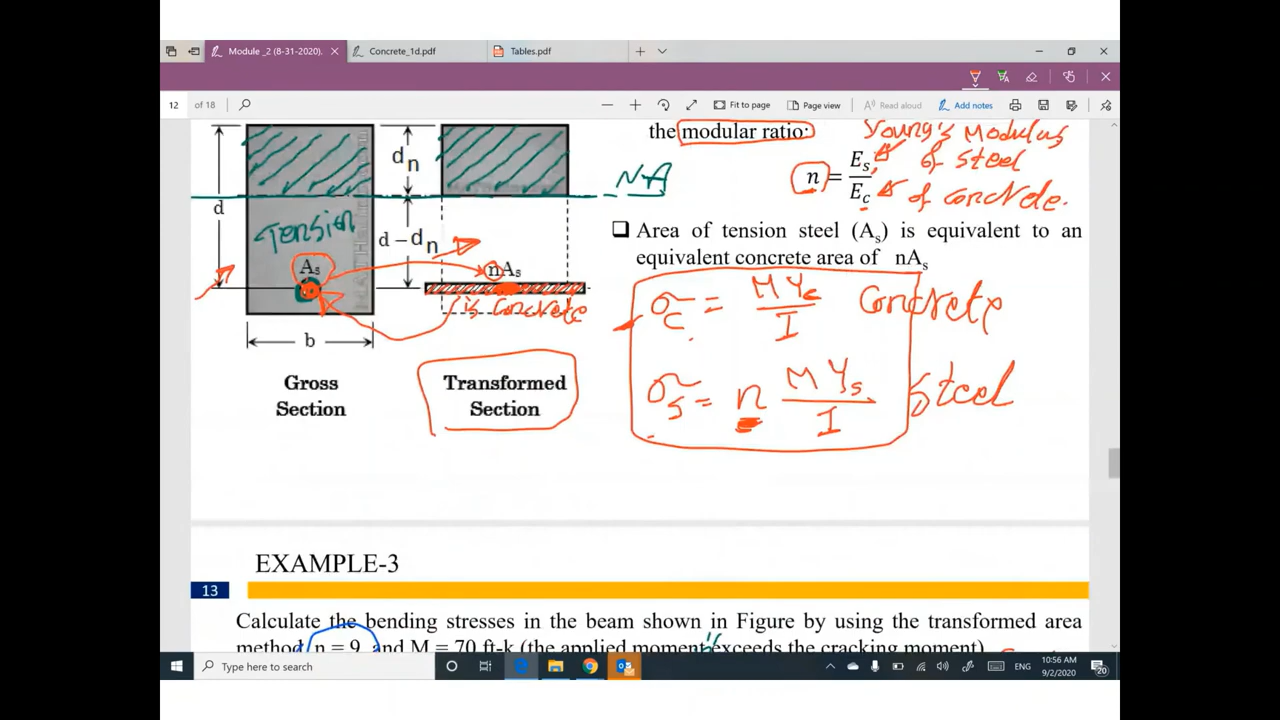 Module _2 (8-31-2020).
Concrete_1d.pdf
Tables.pdf
12 of 18
Fit to page
Page view
Read aloud
Add notes
the modular ratio:
Young's Modulus
of steel
of concrete.
n = Es/Ec
NA
d
dn
Tension
d − dn
As
nAs
is concrete
b
Gross
Section
Transformed
Section
Area of tension steel (As) is equivalent to an
equivalent concrete area of nAs
σc = M Yc / I Concrete
σs = n M Ys / I Steel
EXAMPLE-3
13
Calculate the bending stresses in the beam shown in Figure by using the transformed area
method, n = 9 and M = 70 ft-k (the applied moment exceeds the cracking moment).
Type here to search
ENG
10:56 AM
9/2/2020
20